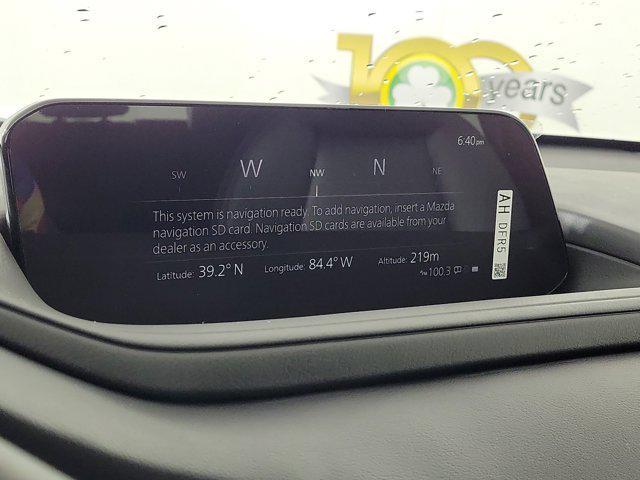 100
years
6:40pm
SW W NW N NE
This system is navigation ready. To add navigation, insert a Mazda
navigation SD card. Navigation SD cards are available from your
dealer as an accessory.
Latitude: 39.2° N Longitude: 84.4° W Altitude: 219m
100.3
AH DFR5